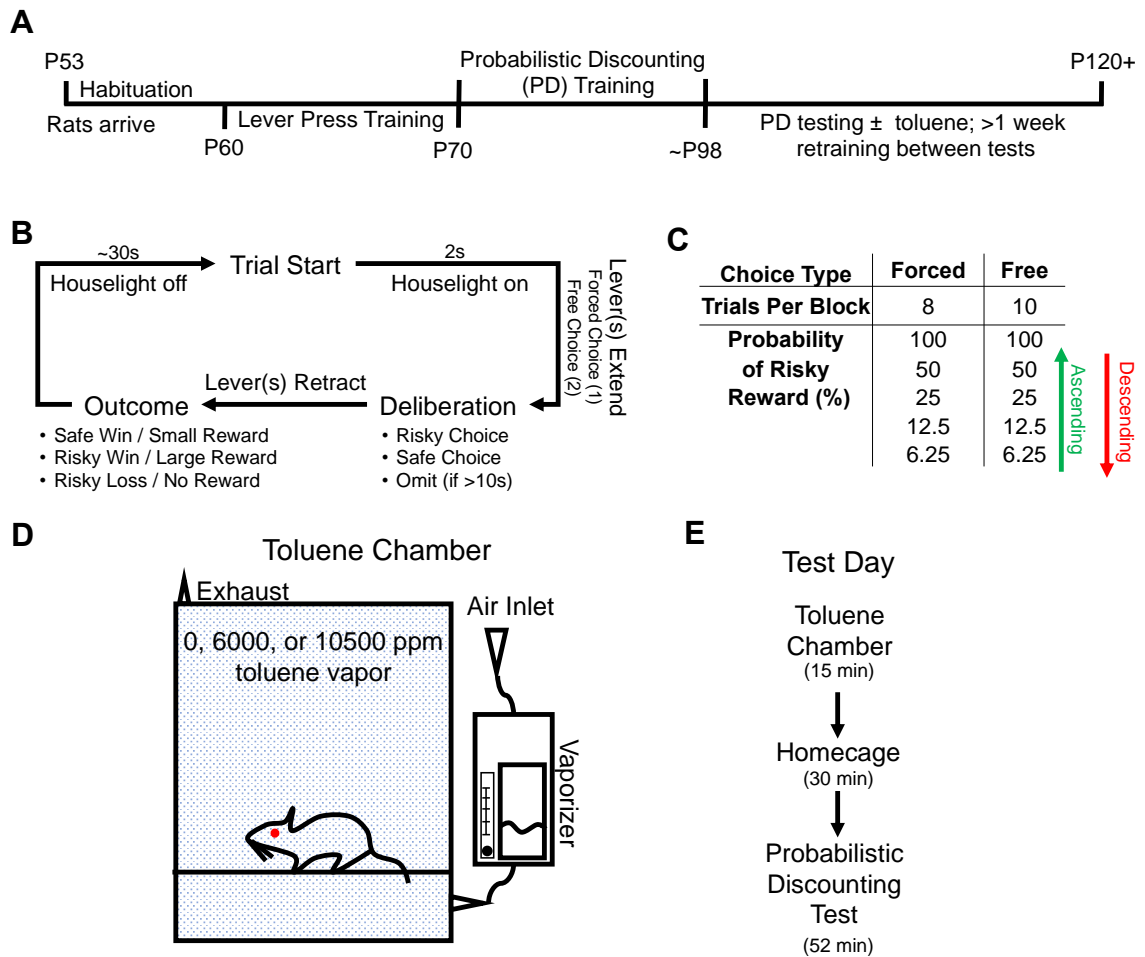 A
P53
Habituation
Rats arrive
P60
Lever Press Training
P70
Probabilistic Discounting
(PD) Training
~P98
P120+
PD testing ± toluene; >1 week
retraining between tests
B
~30s
Houselight off
Trial Start
2s
Houselight on
Lever(s) Extend
Forced Choice (1)
Free Choice (2)
Lever(s) Retract
Outcome
• Safe Win / Small Reward
• Risky Win / Large Reward
• Risky Loss / No Reward
Deliberation
• Risky Choice
• Safe Choice
• Omit (if >10s)
C
Choice Type Forced Free
Trials Per Block 8 10
Probability 100 100
of Risky 50 50
Reward (%) 25 25
12.5 12.5
6.25 6.25
Ascending
Descending
D
Toluene Chamber
Exhaust
0, 6000, or 10500 ppm
toluene vapor
Air Inlet
Vaporizer
E
Test Day
Toluene
Chamber
(15 min)
Homecage
(30 min)
Probabilistic
Discounting
Test
(52 min)